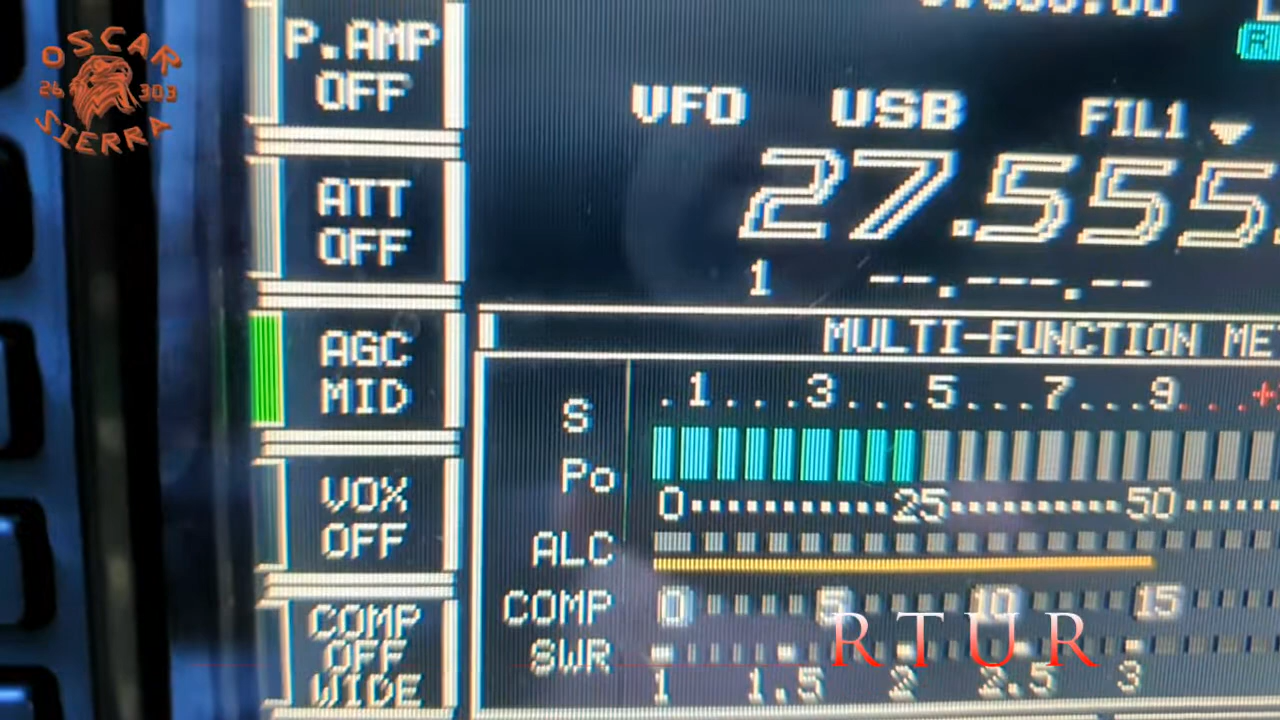 OSCAR
26 303
SIERRA
P.AMP
OFF
ATT
OFF
AGC
MID
VOX
OFF
COMP
OFF
WIDE
VFO USB FIL1
27.555.
1 --.---.--
MULTI-FUNCTION ME
S .1...3...5...7...9...+
Po 0 25 50
ALC
COMP 0 5 10 15
SWR 1 1.5 2 2.5 3
RTUR